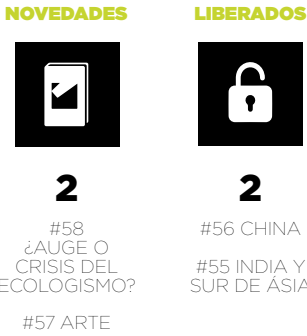 NOVEDADES
2
#58
¿AUGE O
CRISIS DEL
ECOLOGISMO?
#57 ARTE
LIBERADOS
2
#56 CHINA
#55 INDIA Y
SUR DE ÁSIA